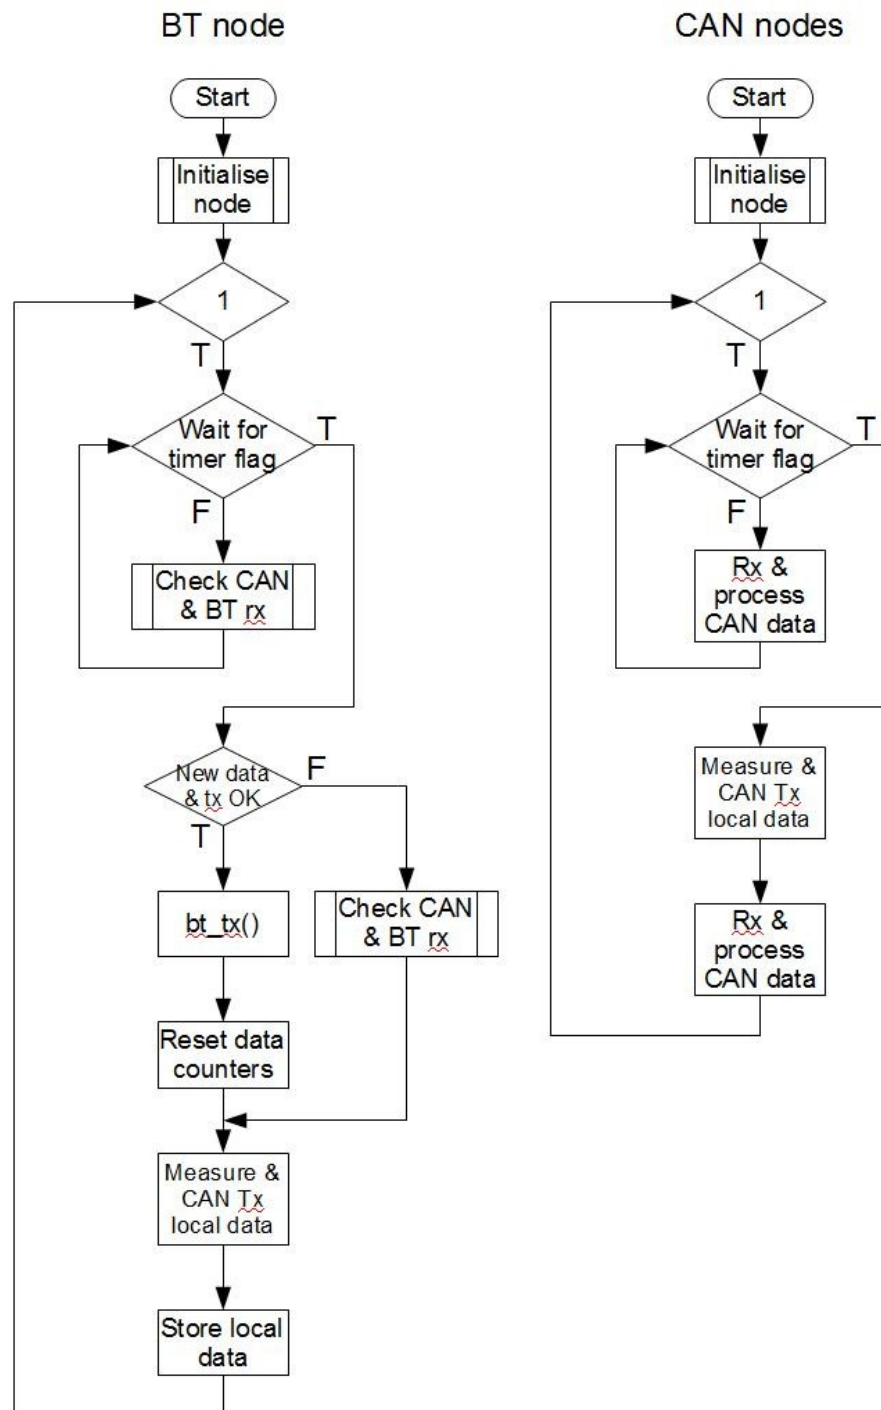 BT node
Start
Initialise
node
1
T
Wait for
timer flag
T
F
Check CAN
& BT rx
New data
& tx OK
F
T
bt_tx()
Check CAN
& BT rx
Reset data
counters
Measure &
CAN Tx
local data
Store local
data
CAN nodes
Start
Initialise
node
1
T
Wait for
timer flag
T
F
Rx &
process
CAN data
Measure &
CAN Tx
local data
Rx &
process
CAN data